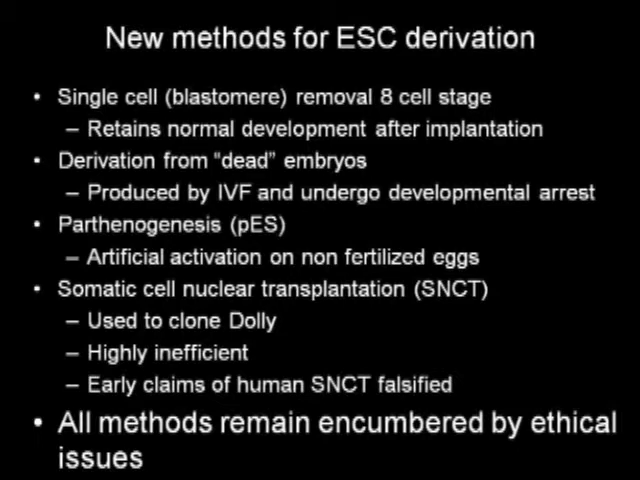 New methods for ESC derivation
• Single cell (blastomere) removal 8 cell stage
– Retains normal development after implantation
• Derivation from “dead” embryos
– Produced by IVF and undergo developmental arrest
• Parthenogenesis (pES)
– Artificial activation on non fertilized eggs
• Somatic cell nuclear transplantation (SNCT)
– Used to clone Dolly
– Highly inefficient
– Early claims of human SNCT falsified
• All methods remain encumbered by ethical
issues